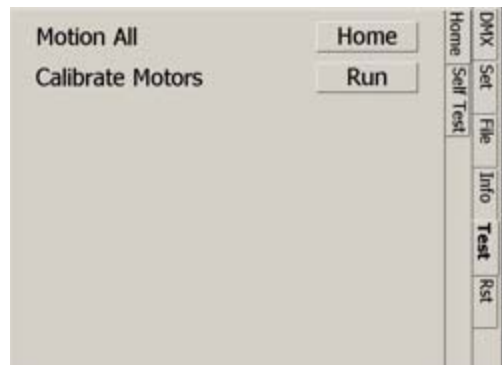 Motion All Home
Calibrate Motors Run
Home
Self Test
DMX
Set
File
Info
Test
Rst